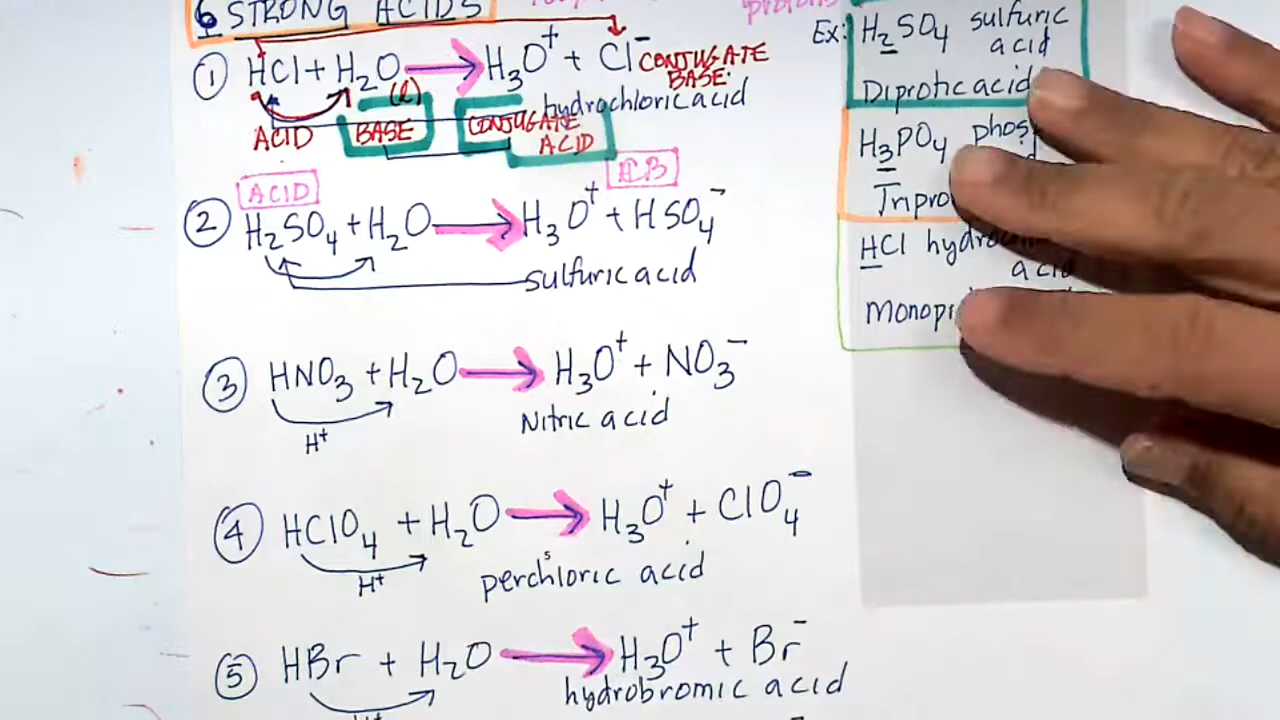 6 STRONG ACIDS
protons
① HCl + H₂O → H₃O⁺ + Cl⁻ CONJUGATE BASE
(l)
hydrochloric acid
ACID BASE CONJUGATE ACID
ACID
② H₂SO₄ + H₂O → H₃O⁺ + HSO₄⁻
sulfuric acid
③ HNO₃ + H₂O → H₃O⁺ + NO₃⁻
H⁺ Nitric acid
④ HClO₄ + H₂O → H₃O⁺ + ClO₄⁻
H⁺ perchloric acid
⑤ HBr + H₂O → H₃O⁺ + Br⁻
hydrobromic acid
Ex: H₂SO₄ sulfuric
acid
Diprotic acid
H₃PO₄
HCl
acid